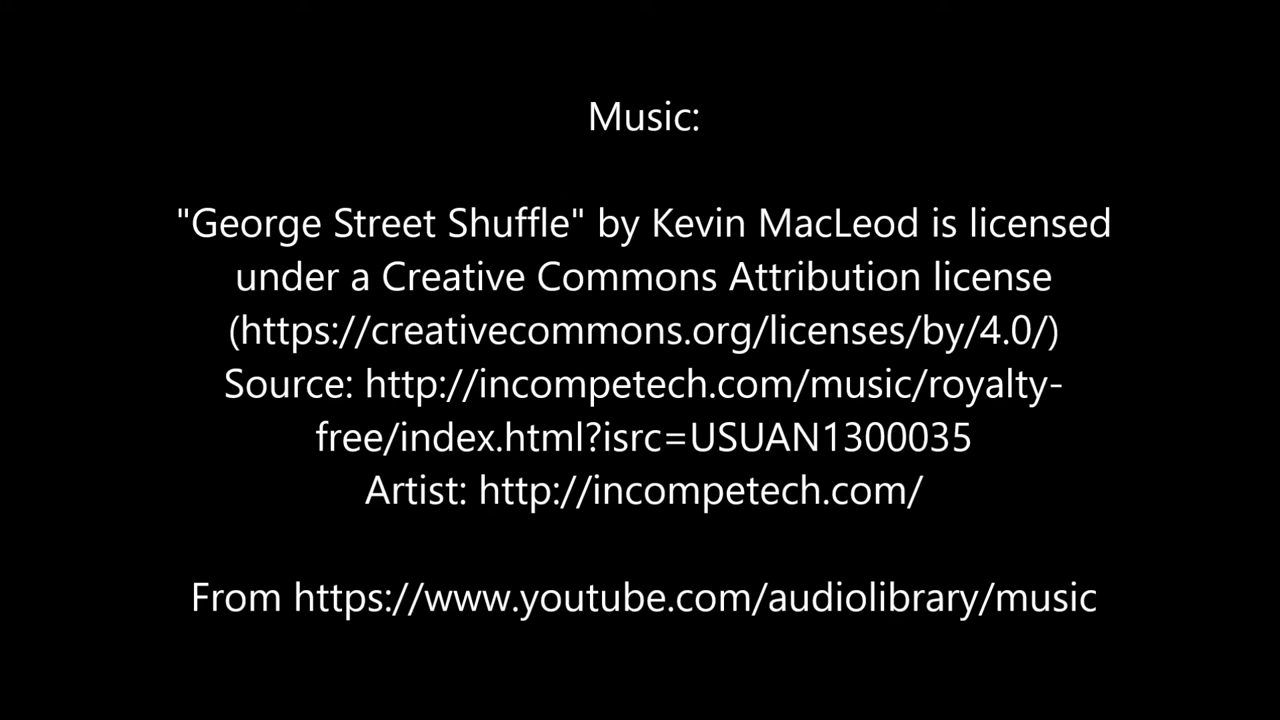 Music:
"George Street Shuffle" by Kevin MacLeod is licensed
under a Creative Commons Attribution license
(https://creativecommons.org/licenses/by/4.0/)
Source: http://incompetech.com/music/royalty-
free/index.html?isrc=USUAN1300035
Artist: http://incompetech.com/
From https://www.youtube.com/audiolibrary/music